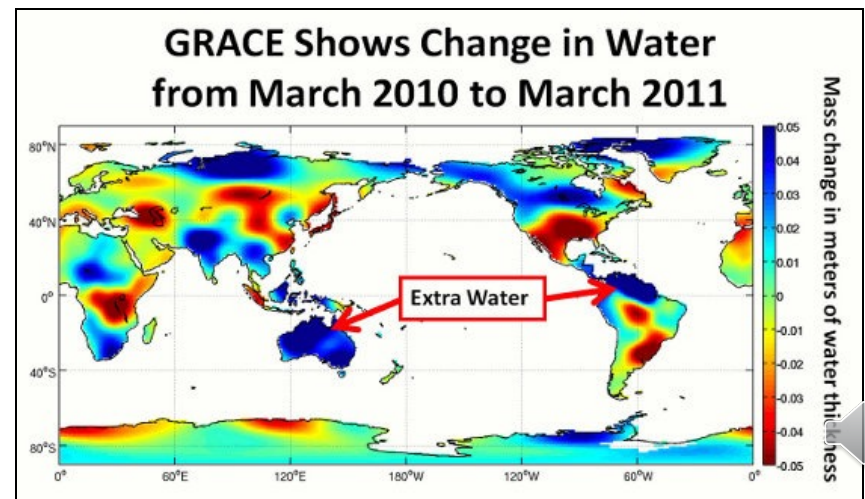 GRACE Shows Change in Water
from March 2010 to March 2011
80°N
40°N
0°
40°S
80°S
0°
60°E
120°E
180°W
120°W
60°W
0°
Extra Water
0.05
0.04
0.03
0.02
0.01
0
-0.01
-0.02
-0.03
-0.04
-0.05
Mass change in meters of water thickness